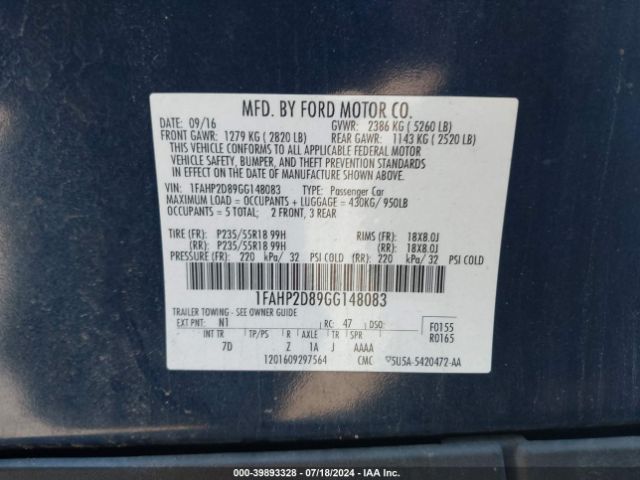 MFD. BY FORD MOTOR CO.
DATE: 09/16 GVWR: 2386 KG ( 5260 LB)
FRONT GAWR: 1279 KG ( 2820 LB) REAR GAWR: 1143 KG ( 2520 LB)
THIS VEHICLE CONFORMS TO ALL APPLICABLE FEDERAL MOTOR
VEHICLE SAFETY, BUMPER, AND THEFT PREVENTION STANDARDS
IN EFFECT ON THE DATE OF MANUFACTURE SHOWN ABOVE.
VIN: 1FAHP2D89GG148083 TYPE: Passenger Car
MAXIMUM LOAD = OCCUPANTS + LUGGAGE = 430KG/ 950LB
OCCUPANTS = 5 TOTAL; 2 FRONT, 3 REAR
TIRE (FR): P235/55R18 99H RIMS (FR): 18X8.0J
(RR): P235/55R18 99H (RR): 18X8.0J
PRESSURE (FR): 220 kPa/ 32 PSI COLD (RR): 220 kPa/ 32 PSI COLD
1FAHP2D89GG148083
TRAILER TOWING - SEE OWNER GUIDE
EXT PNT: N1 RC: 47 DSO: F0155
INT TR TP/PS R AXLE TR SPR R0165
7D Z 1A J AAAA
1201609297564 CMC 5U5A-5420472-AA
000-39893328 - 07/18/2024 - IAA Inc.